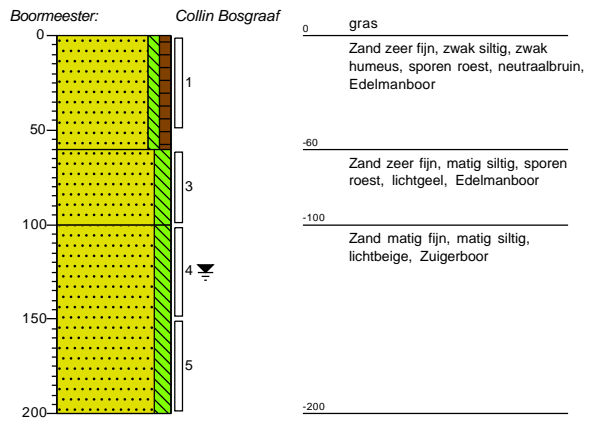 Boormeester: Collin Bosgraaf
0
50
100
150
200
1
3
4
5
0 gras
Zand zeer fijn, zwak siltig, zwak
humeus, sporen roest, neutraalbruin,
Edelmanboor
-60
Zand zeer fijn, matig siltig, sporen
roest, lichtgeel, Edelmanboor
-100
Zand matig fijn, matig siltig,
lichtbeige, Zuigerboor
-200